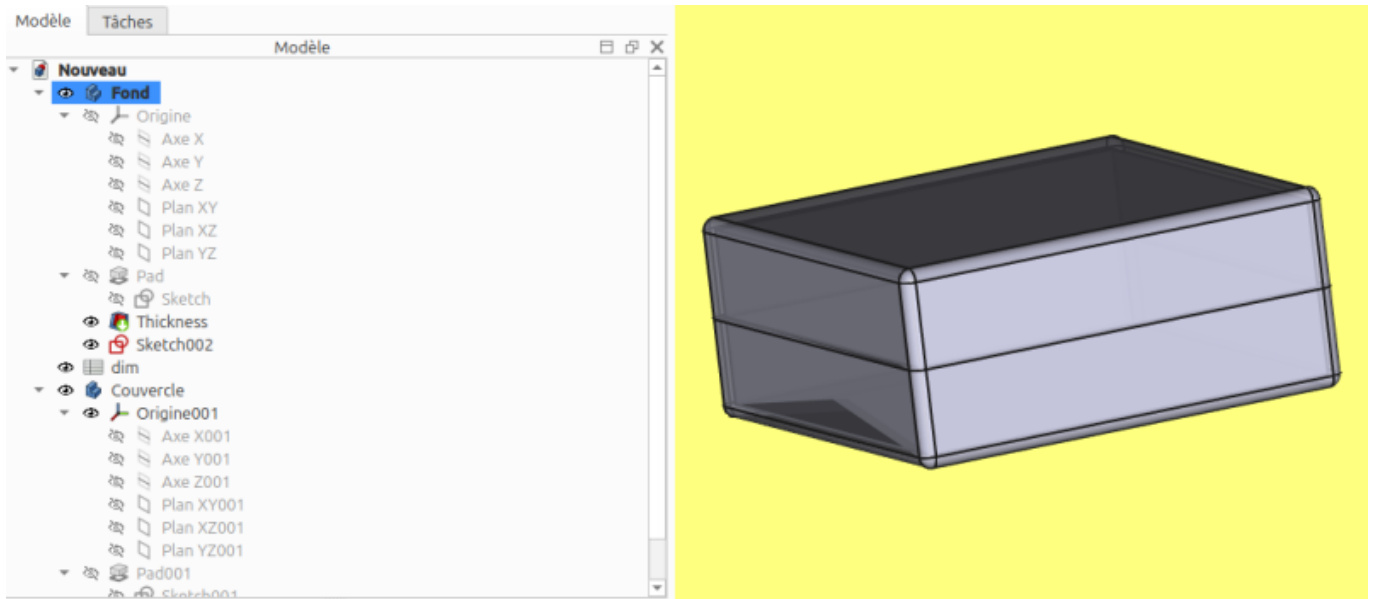 Modèle Tâches
Modèle
Nouveau
Fond
Origine
Axe X
Axe Y
Axe Z
Plan XY
Plan XZ
Plan YZ
Pad
Sketch
Thickness
Sketch002
dim
Couvercle
Origine001
Axe X001
Axe Y001
Axe Z001
Plan XY001
Plan XZ001
Plan YZ001
Pad001
Sketch001